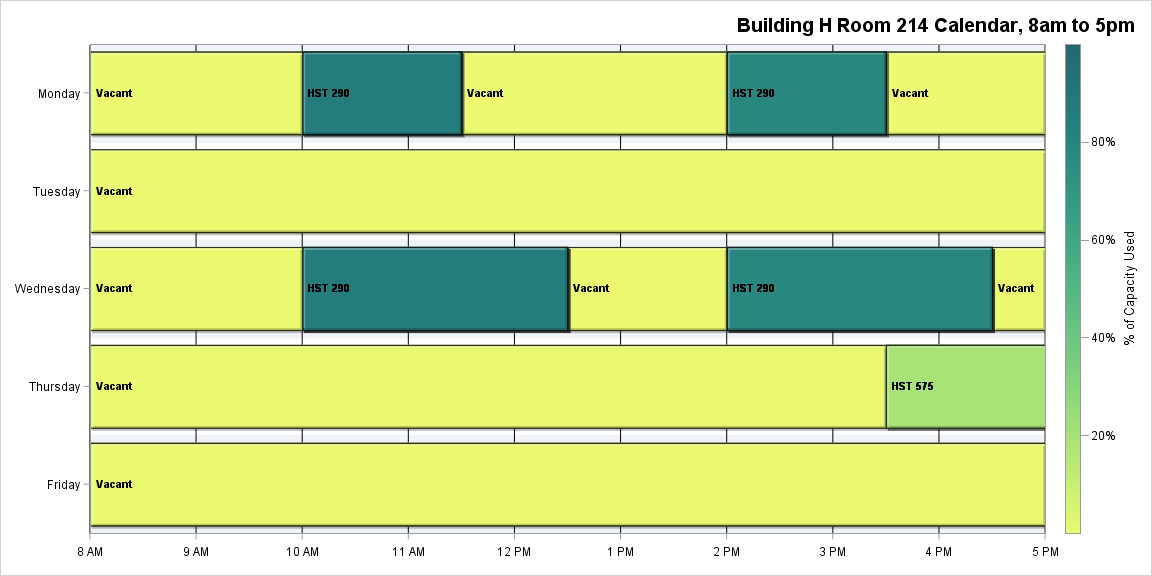 Building H Room 214 Calendar, 8am to 5pm
Monday
Vacant
HST 290
Vacant
HST 290
Vacant
Tuesday
Vacant
Wednesday
Vacant
HST 290
Vacant
HST 290
Vacant
Thursday
Vacant
HST 575
Friday
Vacant
8 AM
9 AM
10 AM
11 AM
12 PM
1 PM
2 PM
3 PM
4 PM
5 PM
80%
60%
40%
20%
% of Capacity Used